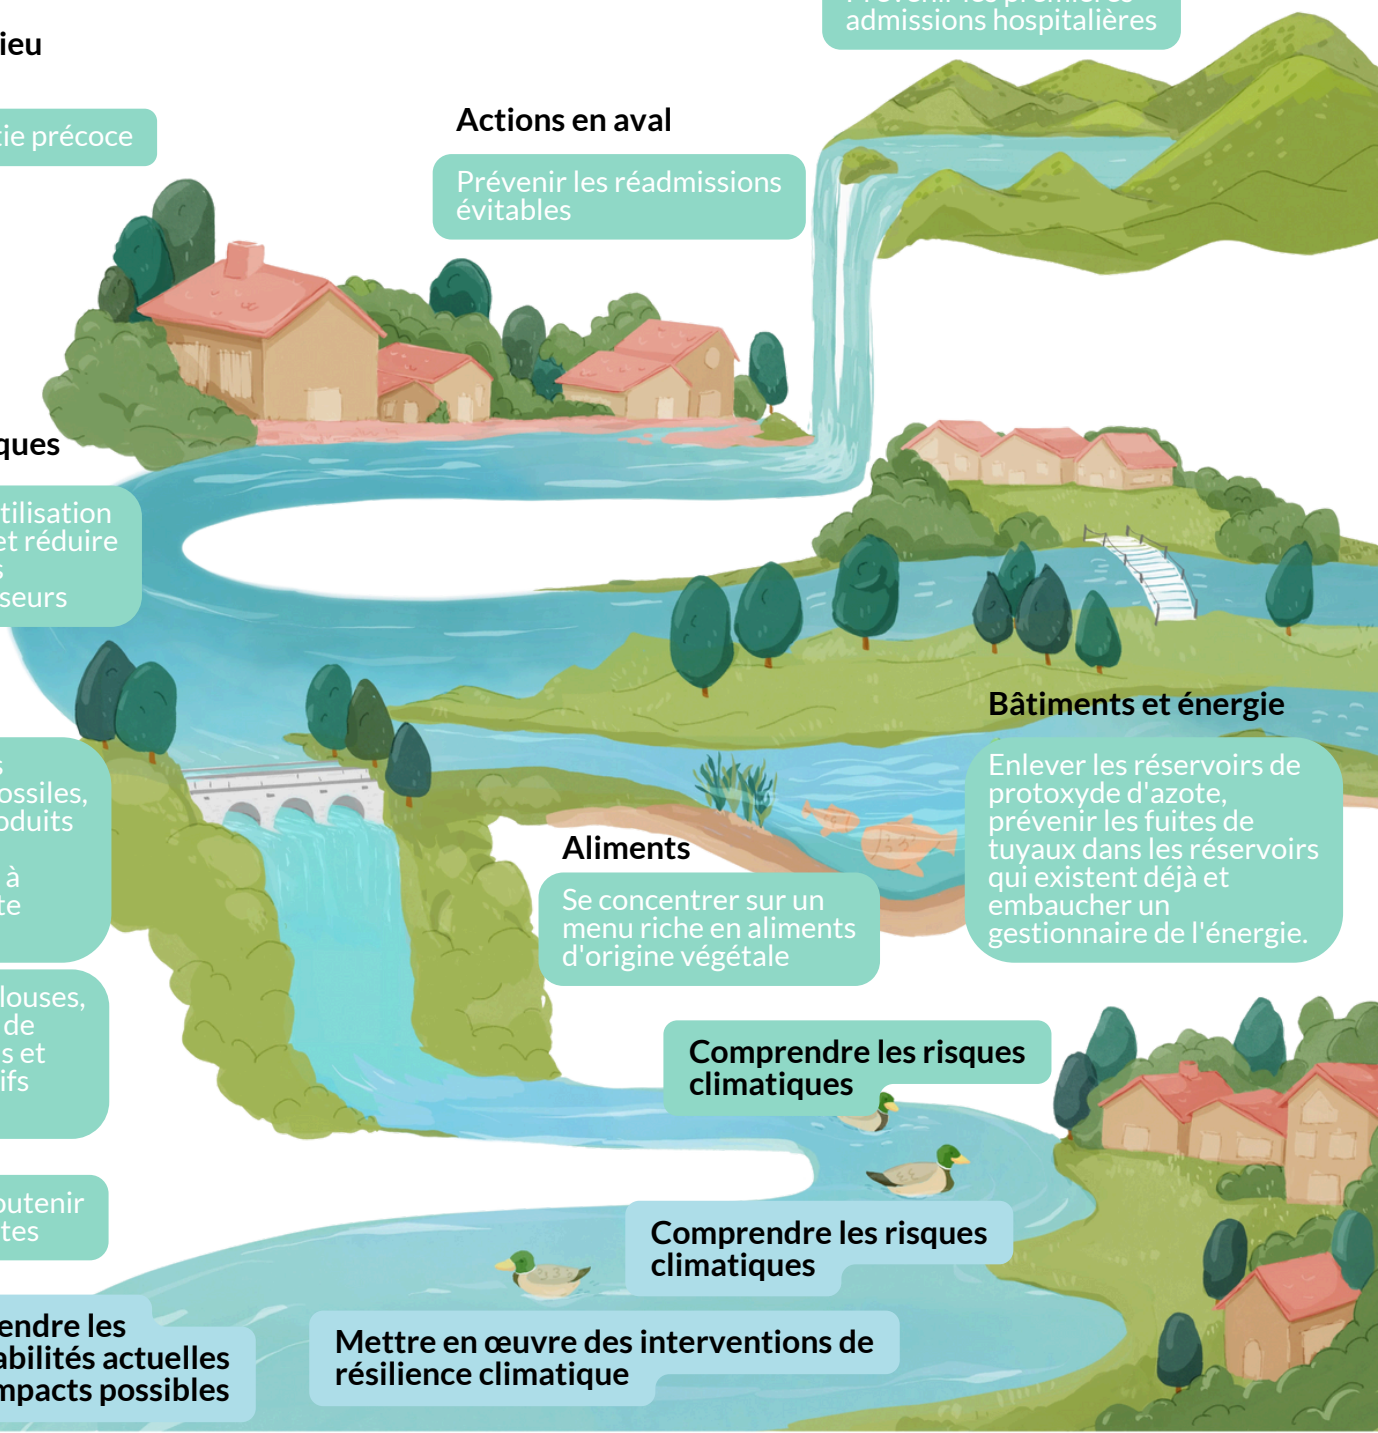 admissions hospitalières
ieu
Actions en aval
tie précoce
Prévenir les réadmissions
évitables
ques
tilisation
et réduire
s
seurs
Bâtiments et énergie
Enlever les réservoirs de
protoxyde d'azote,
prévenir les fuites de
tuyaux dans les réservoirs
qui existent déjà et
embaucher un
gestionnaire de l'énergie.
s
ossiles,
oduits
à
te
Aliments
Se concentrer sur un
menu riche en aliments
d'origine végétale
louses,
de
s et
ifs
Comprendre les risques
climatiques
outenir
tes
Comprendre les risques
climatiques
endre les
abilités actuelles
mpacts possibles
Mettre en œuvre des interventions de
résilience climatique